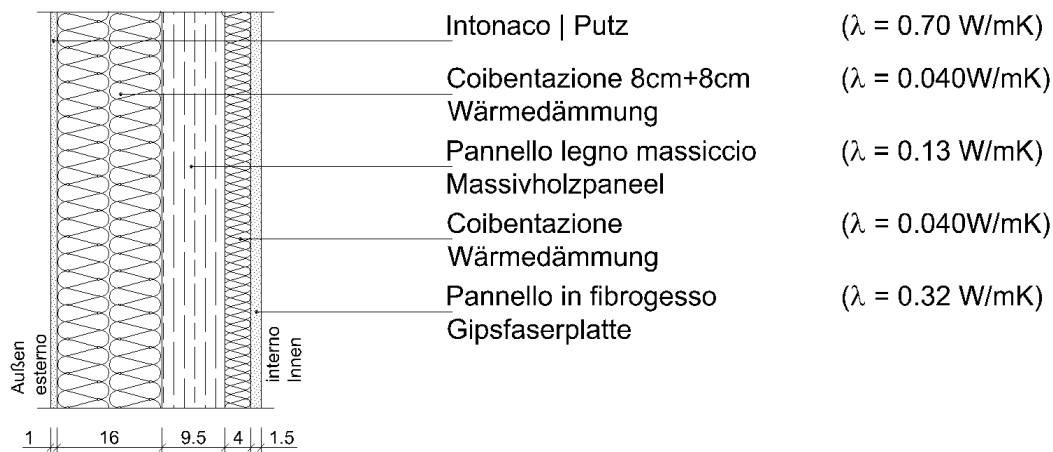 Intonaco | Putz (λ = 0.70 W/mK)
Coibentazione 8cm+8cm (λ = 0.040W/mK)
Wärmedämmung
Pannello legno massiccio (λ = 0.13 W/mK)
Massivholzpaneel
Coibentazione (λ = 0.040W/mK)
Wärmedämmung
Pannello in fibrogesso (λ = 0.32 W/mK)
Gipsfaserplatte
Außen
esterno
interno
Innen
1 16 9.5 4 1.5